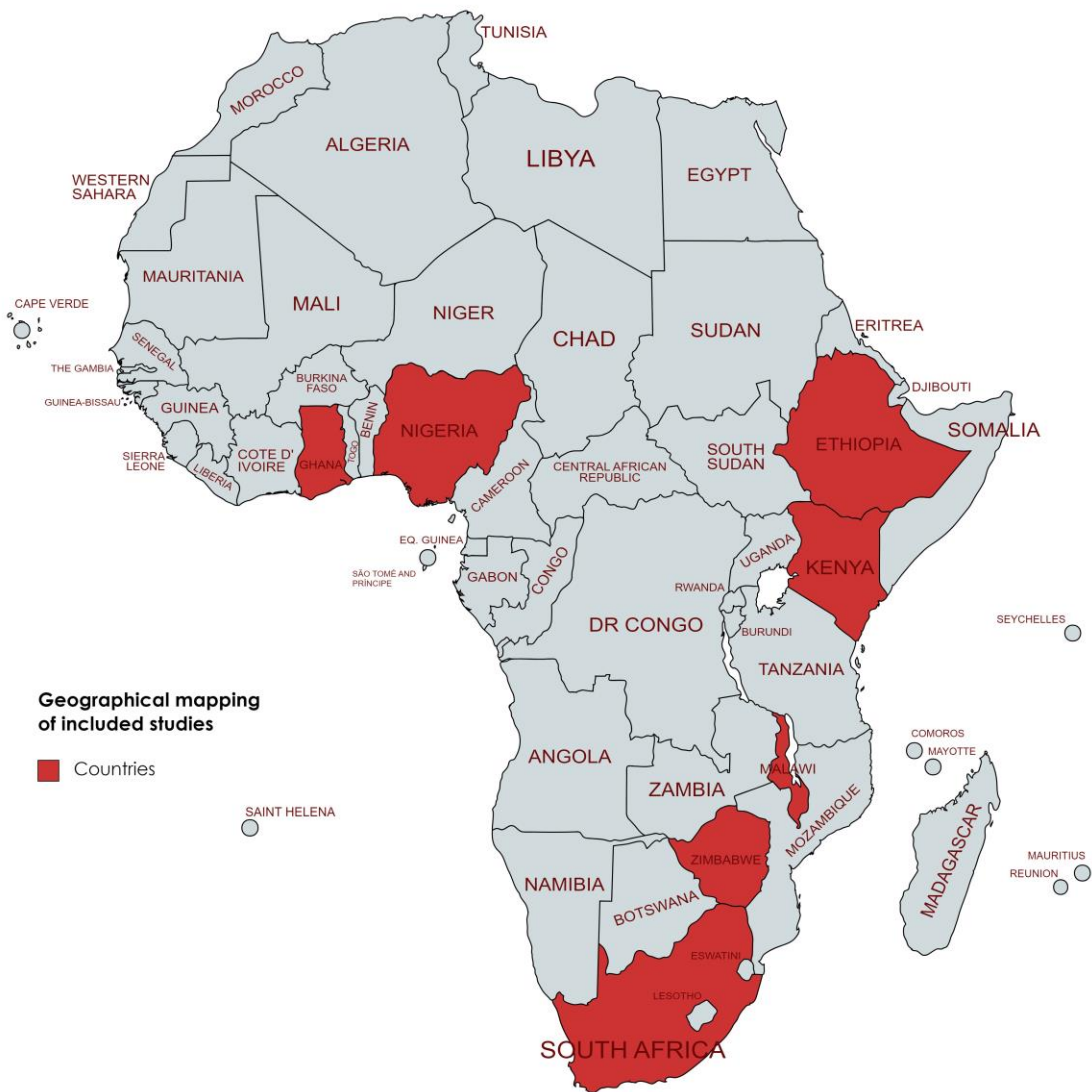 TUNISIA
MOROCCO
ALGERIA
LIBYA
EGYPT
WESTERN
SAHARA
MAURITANIA
MALI
NIGER
CHAD
SUDAN
ERITREA
CAPE VERDE
SENEGAL
THE GAMBIA
GUINEA-BISSAU
GUINEA
SIERRA
LEONE
LIBERIA
COTE D'
IVOIRE
BURKINA
FASO
GHANA
TOGO
BENIN
NIGERIA
CAMEROON
CENTRAL AFRICAN
REPUBLIC
SOUTH
SUDAN
ETHIOPIA
DJIBOUTI
SOMALIA
EQ. GUINEA
SÃO TOMÉ AND
PRÍNCIPE
GABON
CONGO
DR CONGO
UGANDA
KENYA
RWANDA
BURUNDI
TANZANIA
SEYCHELLES
Geographical mapping
of included studies
Countries
ANGOLA
ZAMBIA
MALAWI
MOZAMBIQUE
COMOROS
MAYOTTE
MADAGASCAR
MAURITIUS
REUNION
SAINT HELENA
NAMIBIA
BOTSWANA
ZIMBABWE
ESWATINI
LESOTHO
SOUTH AFRICA